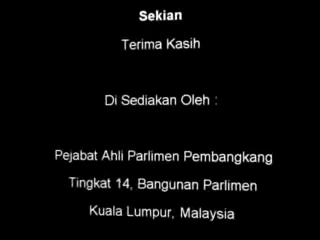 Sekian
Terima Kasih
Di Sediakan Oleh :
Pejabat Ahli Parlimen Pembangkang
Tingkat 14, Bangunan Parlimen
Kuala Lumpur, Malaysia